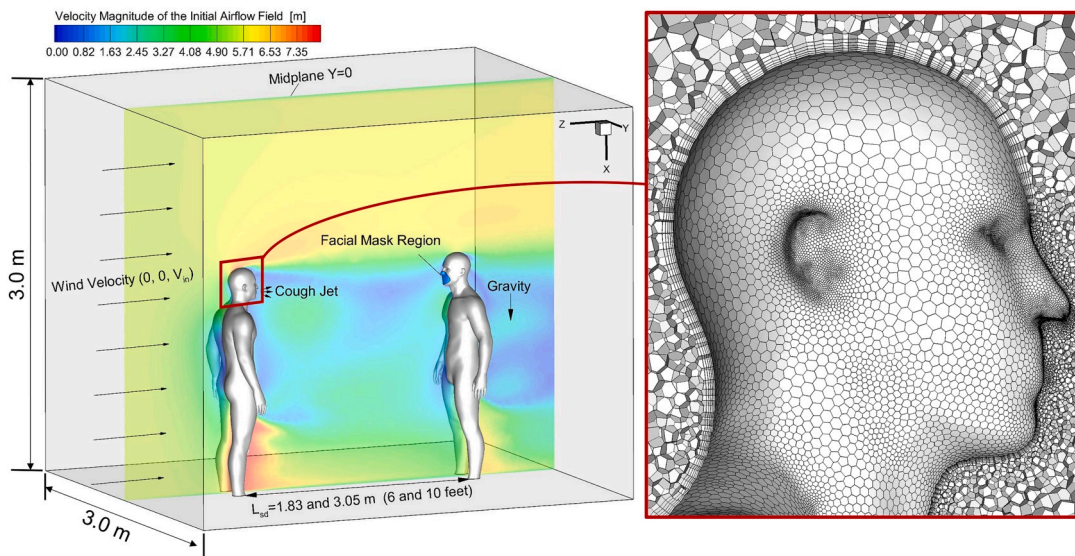 Velocity Magnitude of the Initial Airflow Field [m]
0.00 0.82 1.63 2.45 3.27 4.08 4.90 5.71 6.53 7.35
Midplane Y=0
Z
Y
X
3.0 m
Facial Mask Region
Wind Velocity (0, 0, Vin)
Cough Jet
Gravity
Lsd=1.83 and 3.05 m (6 and 10 feet)
3.0 m